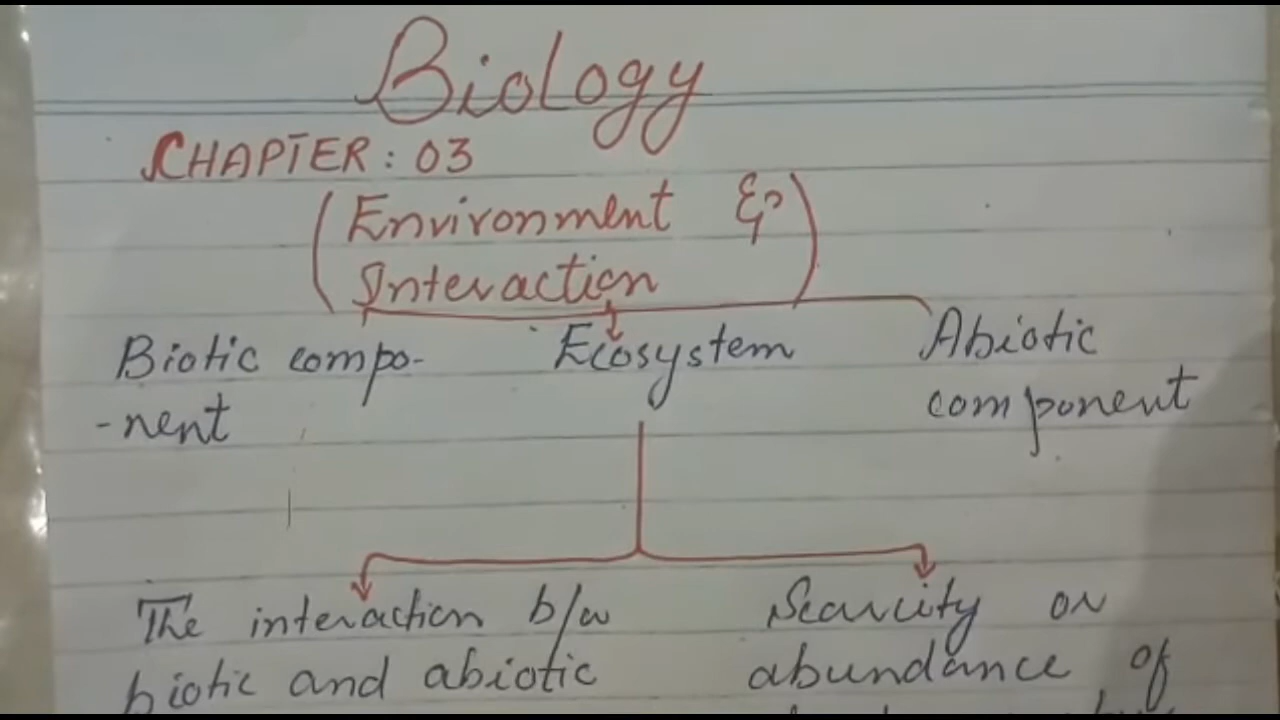 Biology
CHAPTER: 03
(Environment &
Interaction)
Biotic compo-
-nent
Ecosystem
Abiotic
component
The interaction b/w
biotic and abiotic
Scarcity or
abundance of